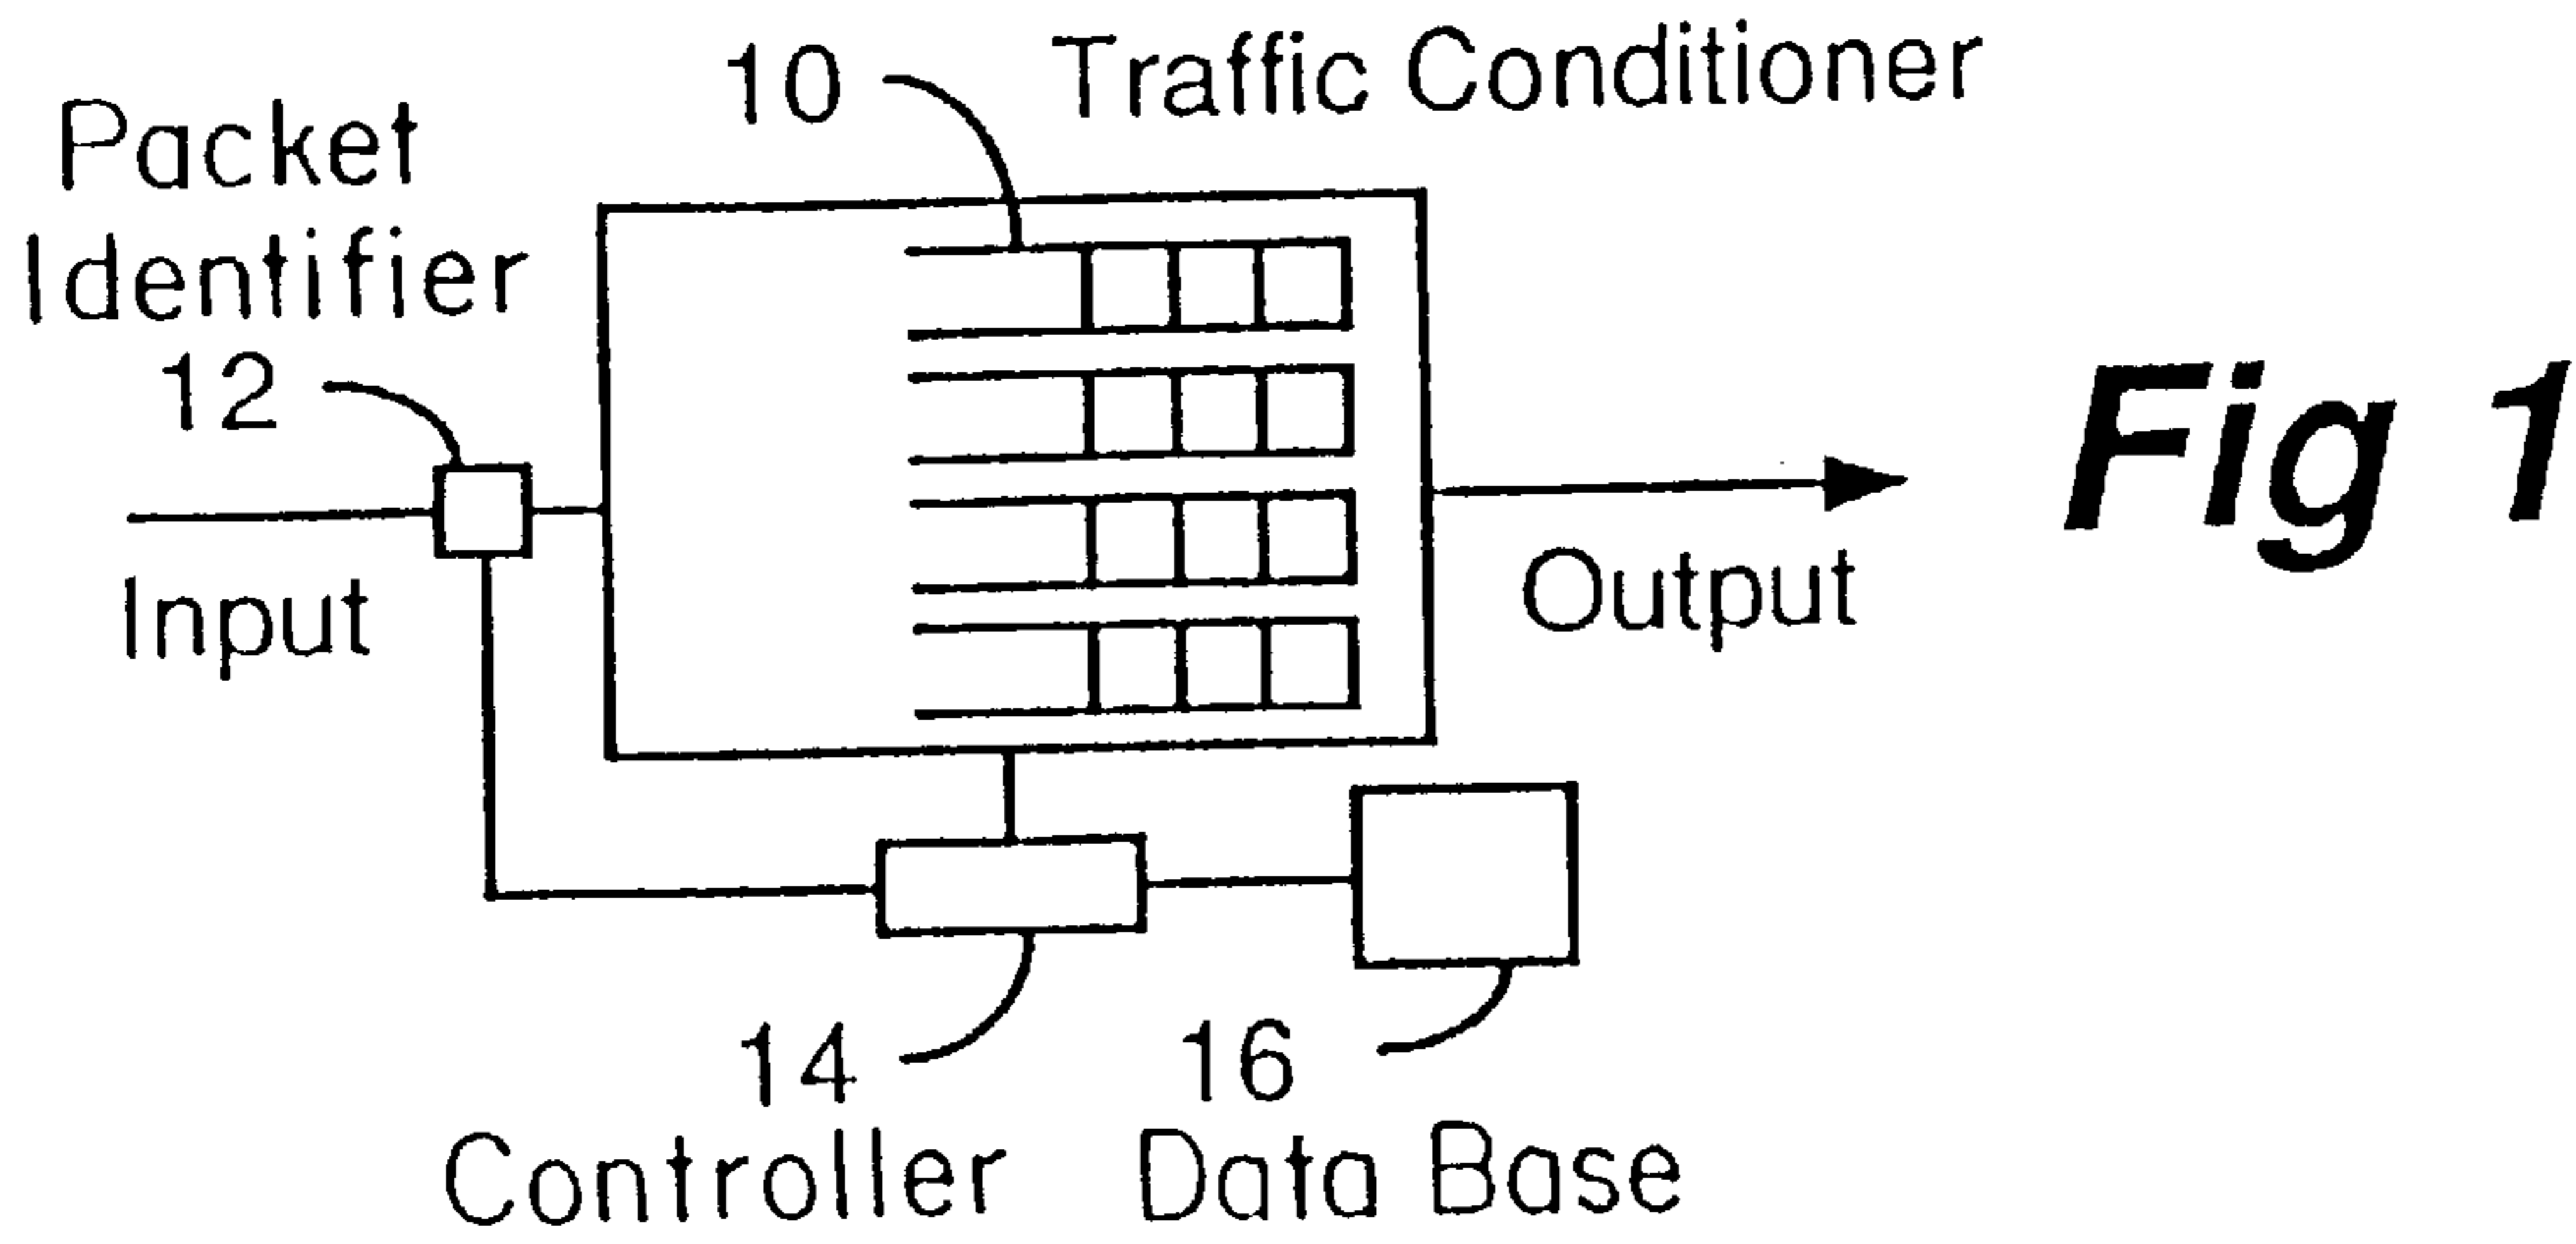 10 Traffic Conditioner
Packet
Identifier
12
Input
Output
Fig 1
14
Controller
16
Data Base